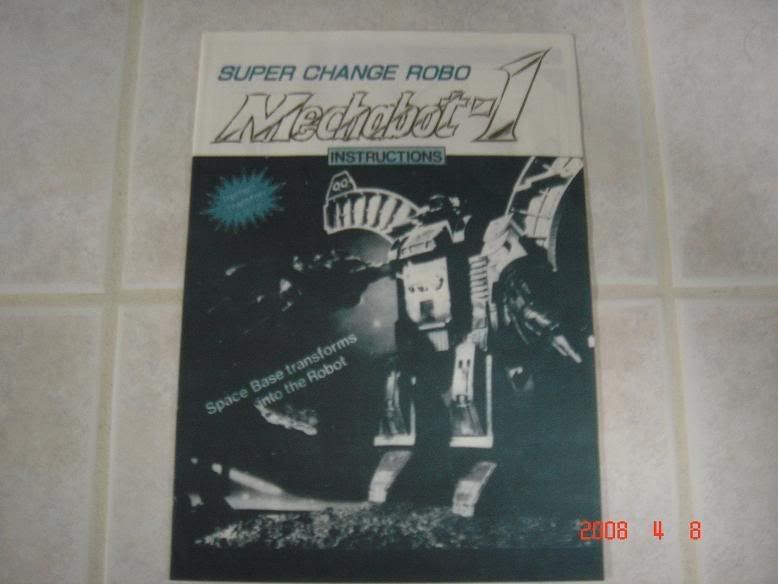 SUPER CHANGE ROBO
Mechabot-1
INSTRUCTIONS
Space Base transforms
into the Robot
2008 4 8